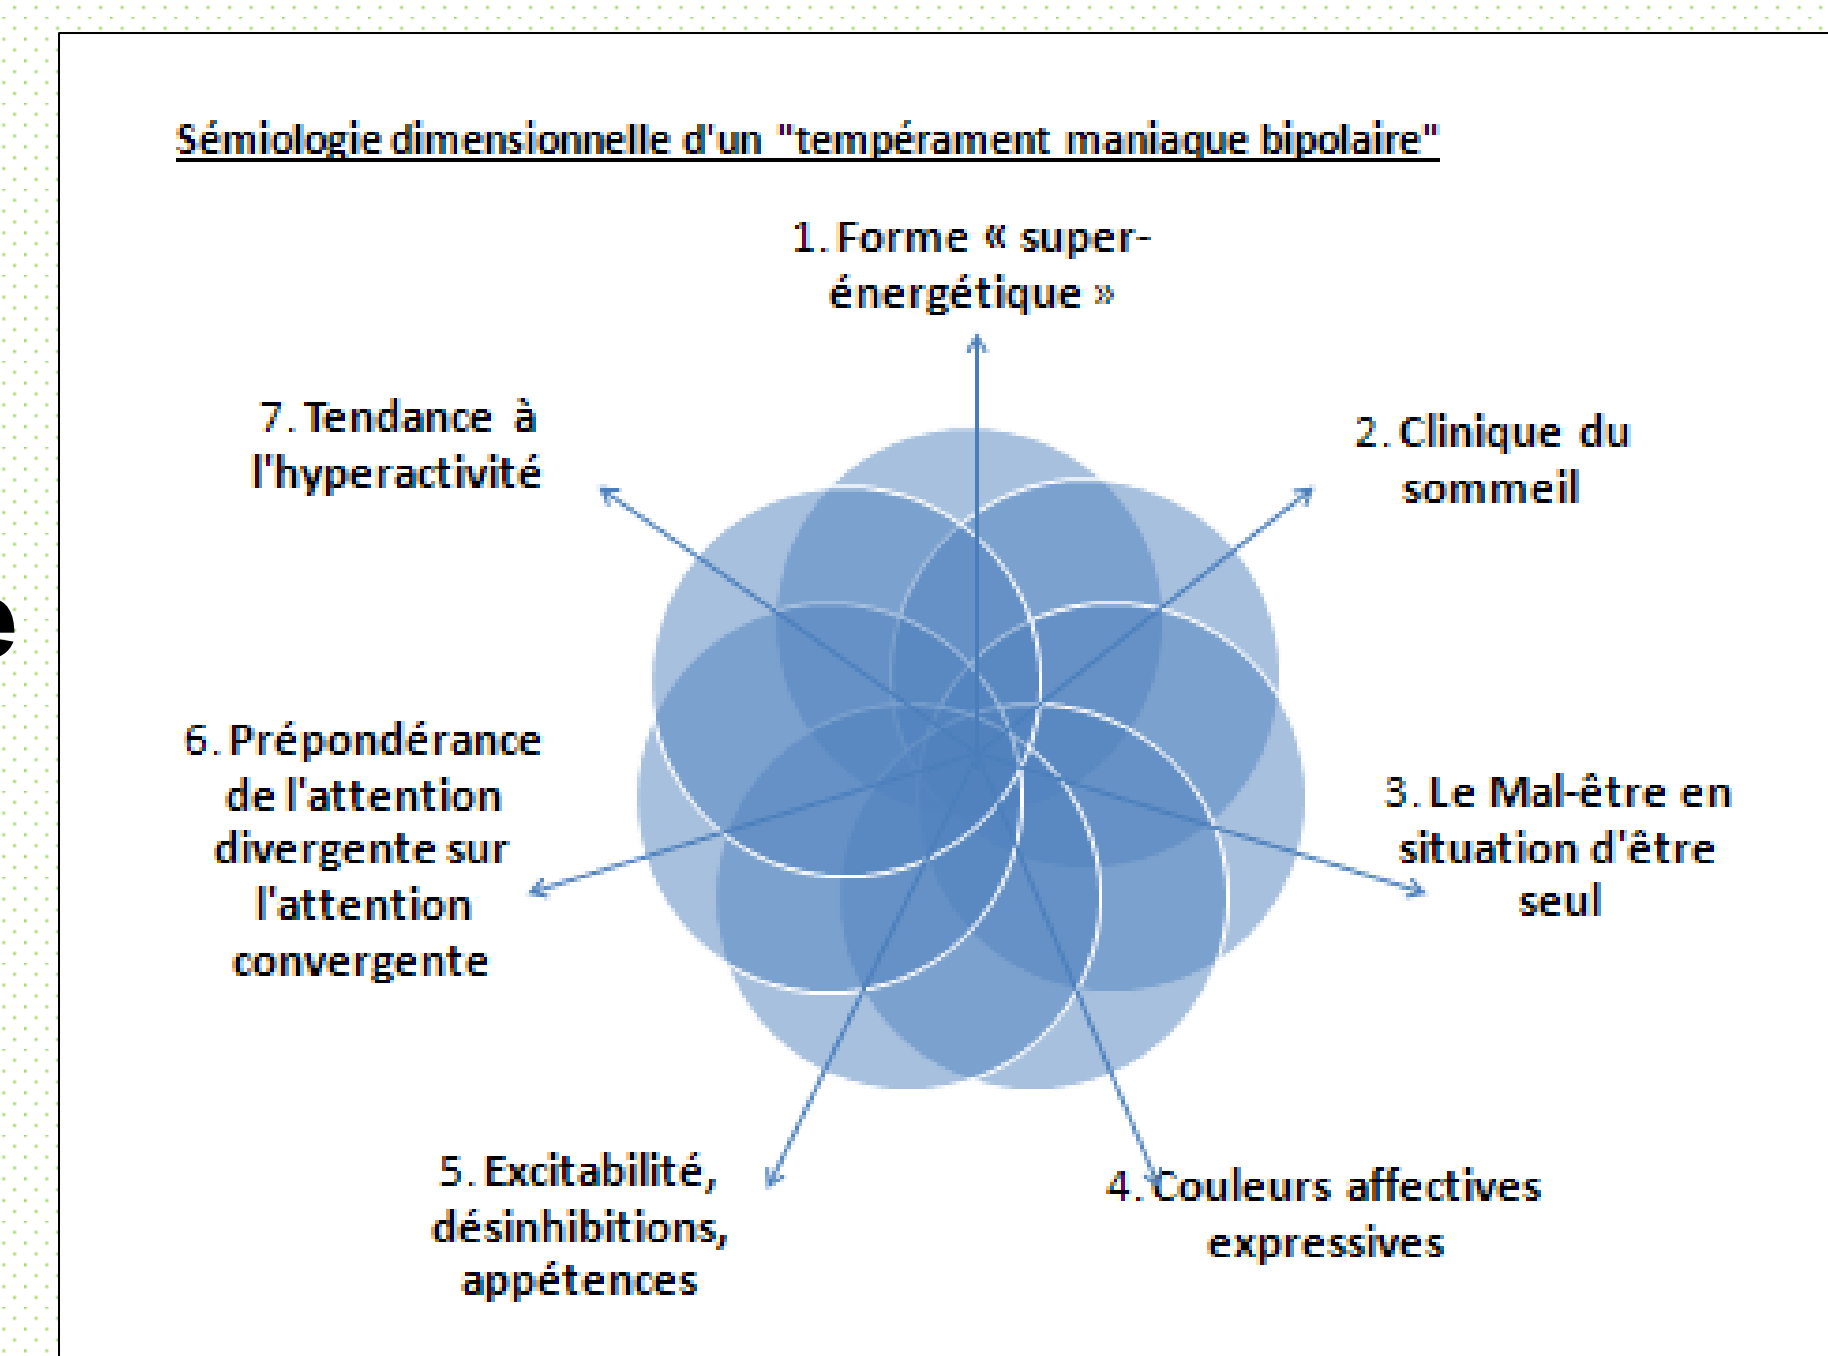 Sémiologie dimensionnelle d'un "tempérament maniaque bipolaire"
1. Forme « super-
énergétique »
2. Clinique du
sommeil
3. Le Mal-être en
situation d'être
seul
4. Couleurs affectives
expressives
5. Excitabilité,
désinhibitions,
appétences
6. Prépondérance
de l'attention
divergente sur
l'attention
convergente
7. Tendance à
l'hyperactivité
e